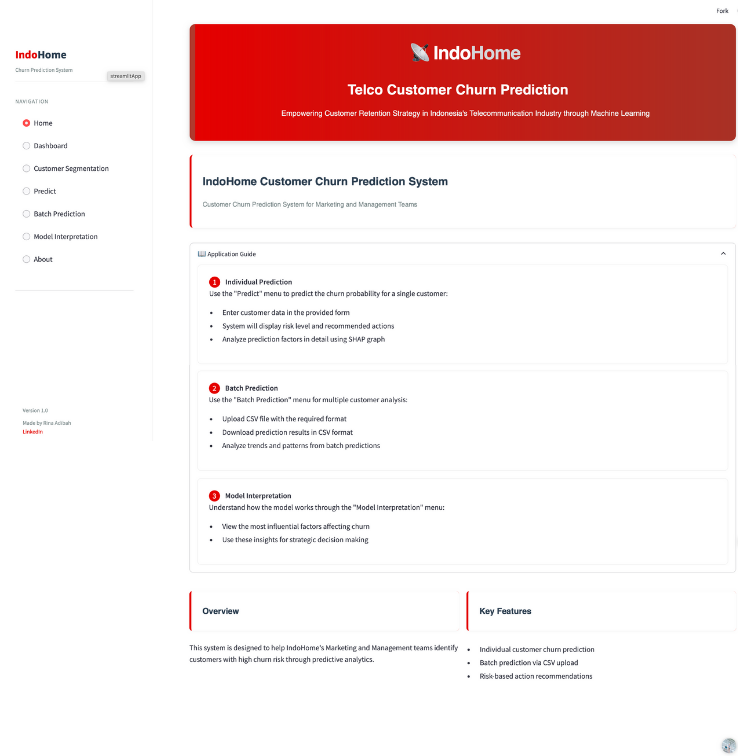 Fork
IndoHome
Churn Prediction System
streamlitApp
NAVIGATION
Home
Dashboard
Customer Segmentation
Predict
Batch Prediction
Model Interpretation
About
Version 1.0
Made by Rina Adibah
LinkedIn
IndoHome
Telco Customer Churn Prediction
Empowering Customer Retention Strategy in Indonesia's Telecommunication Industry through Machine Learning
IndoHome Customer Churn Prediction System
Customer Churn Prediction System for Marketing and Management Teams
Application Guide
1 Individual Prediction
Use the "Predict" menu to predict the churn probability for a single customer:
• Enter customer data in the provided form
• System will display risk level and recommended actions
• Analyze prediction factors in detail using SHAP graph
2 Batch Prediction
Use the "Batch Prediction" menu for multiple customer analysis:
• Upload CSV file with the required format
• Download prediction results in CSV format
• Analyze trends and patterns from batch predictions
3 Model Interpretation
Understand how the model works through the "Model Interpretation" menu:
• View the most influential factors affecting churn
• Use these insights for strategic decision making
Overview
This system is designed to help IndoHome's Marketing and Management teams identify
customers with high churn risk through predictive analytics.
Key Features
• Individual customer churn prediction
• Batch prediction via CSV upload
• Risk-based action recommendations